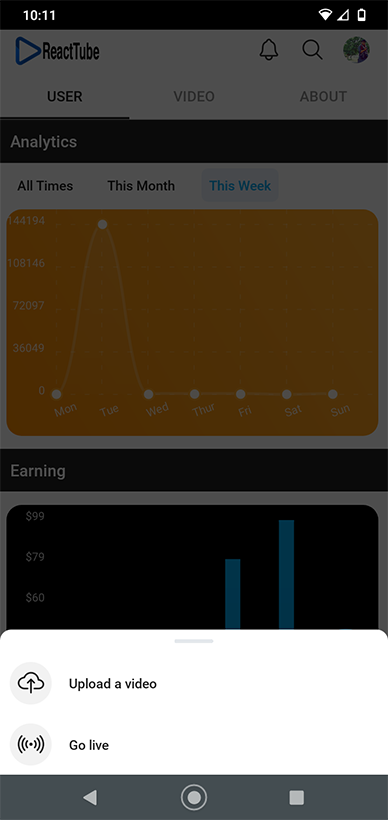 10:11
ReactTube
USER VIDEO ABOUT
Analytics
All Times This Month This Week
144194
108146
72097
36049
0
Mon Tue Wed Thur Fri Sat Sun
Earning
$99
$79
$60
Upload a video
Go live